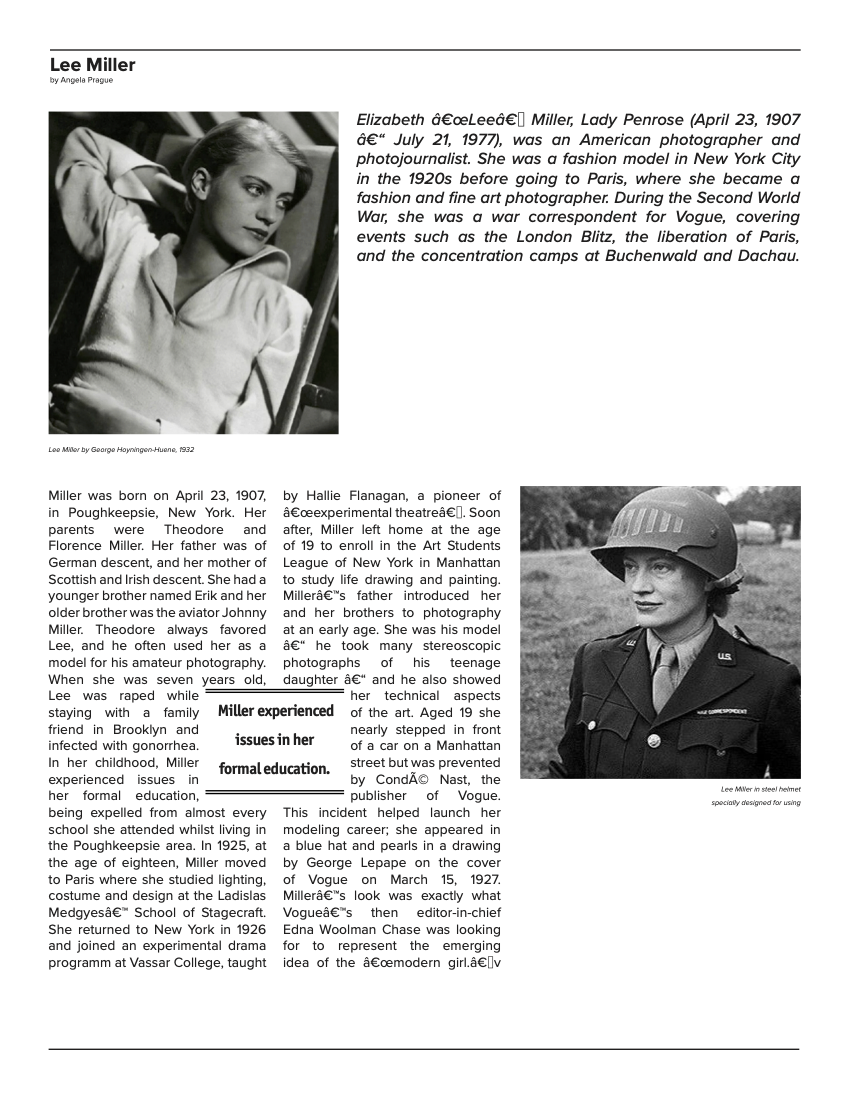 Lee Miller
by Angela Prague
Elizabeth â€œLeeâ€▯ Miller, Lady Penrose (April 23, 1907
â€“ July 21, 1977), was an American photographer and
photojournalist. She was a fashion model in New York City
in the 1920s before going to Paris, where she became a
fashion and fine art photographer. During the Second World
War, she was a war correspondent for Vogue, covering
events such as the London Blitz, the liberation of Paris,
and the concentration camps at Buchenwald and Dachau.
Lee Miller by George Hoyningen-Huene, 1932
Miller was born on April 23, 1907,
in Poughkeepsie, New York. Her
parents were Theodore and
Florence Miller. Her father was of
German descent, and her mother of
Scottish and Irish descent. She had a
younger brother named Erik and her
older brother was the aviator Johnny
Miller. Theodore always favored
Lee, and he often used her as a
model for his amateur photography.
When she was seven years old,
Lee was raped while
staying with a family
friend in Brooklyn and
infected with gonorrhea.
In her childhood, Miller
experienced issues in
her formal education,
being expelled from almost every
school she attended whilst living in
the Poughkeepsie area. In 1925, at
the age of eighteen, Miller moved
to Paris where she studied lighting,
costume and design at the Ladislas
Medgyesâ€™ School of Stagecraft.
She returned to New York in 1926
and joined an experimental drama
programm at Vassar College, taught
Miller experienced
issues in her
formal education.
by Hallie Flanagan, a pioneer of
â€œexperimental theatreâ€▯. Soon
after, Miller left home at the age
of 19 to enroll in the Art Students
League of New York in Manhattan
to study life drawing and painting.
Millerâ€™s father introduced her
and her brothers to photography
at an early age. She was his model
â€“ he took many stereoscopic
photographs of his teenage
daughter â€“ and he also showed
her technical aspects
of the art. Aged 19 she
nearly stepped in front
of a car on a Manhattan
street but was prevented
by CondÃ© Nast, the
publisher of Vogue.
This incident helped launch her
modeling career; she appeared in
a blue hat and pearls in a drawing
by George Lepape on the cover
of Vogue on March 15, 1927.
Millerâ€™s look was exactly what
Vogueâ€™s then editor-in-chief
Edna Woolman Chase was looking
for to represent the emerging
idea of the â€œmodern girl.â€▯v
U.S.
WAR CORRESPONDENT
Lee Miller in steel helmet
specially designed for using